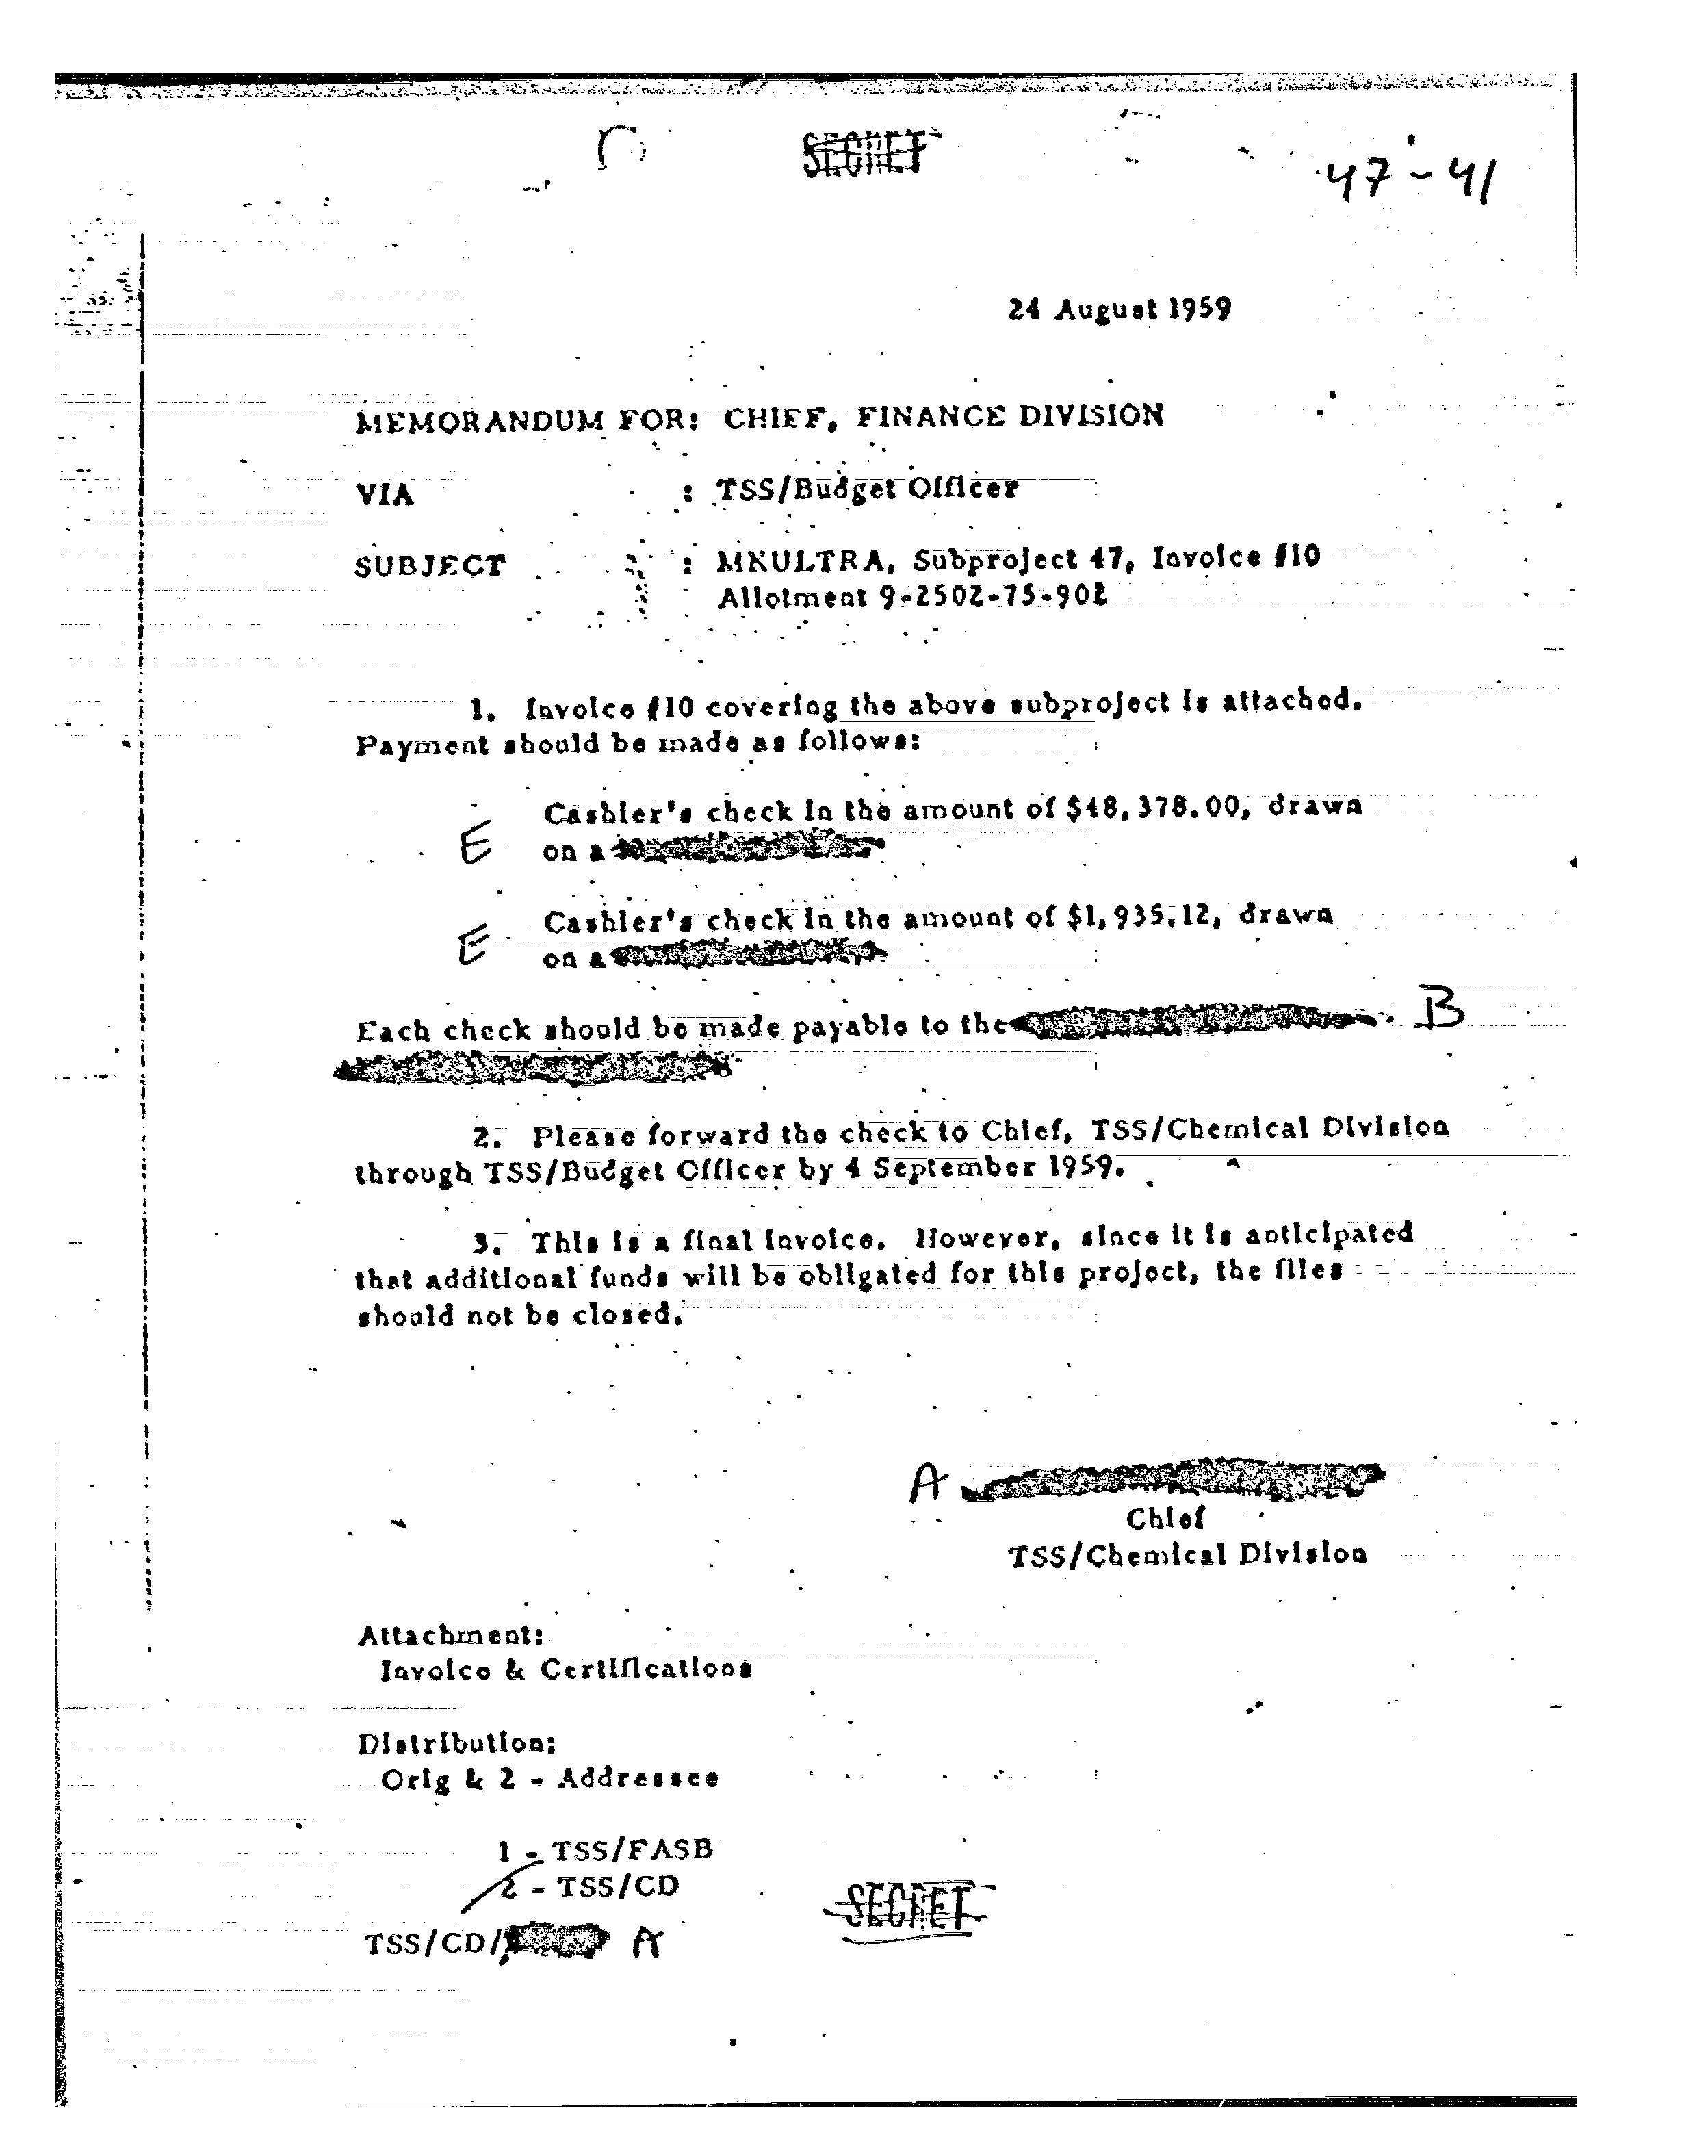 SECRET
47-41
24 August 1959
MEMORANDUM FOR: CHIEF, FINANCE DIVISION
VIA : TSS/Budget Officer
SUBJECT : MKULTRA, Subproject 47, Invoice #10
Allotment 9-2502-75-902
1. Invoice #10 covering the above subproject is attached.
Payment should be made as follows:
Cashier's check in the amount of $48,378.00, drawn
E on a
Cashier's check in the amount of $1,935.12, drawn
E on a
Each check should be made payable to the B
2. Please forward the check to Chief, TSS/Chemical Division
through TSS/Budget Officer by 4 September 1959.
3. This is a final invoice. However, since it is anticipated
that additional funds will be obligated for this project, the files
should not be closed.
A
Chief
TSS/Chemical Division
Attachment:
Invoice & Certifications
Distribution:
Orig & 2 - Addressee
1 - TSS/FASB
2 - TSS/CD
SECRET
TSS/CD/ A